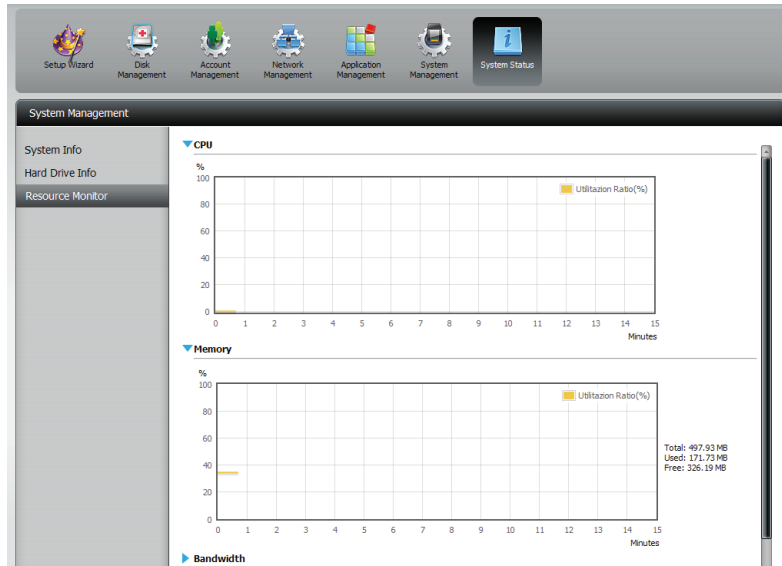 Setup Wizard
Disk Management
Account Management
Network Management
Application Management
System Management
System Status
System Management
System Info
Hard Drive Info
Resource Monitor
CPU
%
100
80
60
40
20
0
Utilitazion Ratio(%)
0 1 2 3 4 5 6 7 8 9 10 11 12 13 14 15
Minutes
Memory
%
100
80
60
40
20
0
Utilitazion Ratio(%)
Total: 497.93 MB
Used: 171.73 MB
Free: 326.19 MB
0 1 2 3 4 5 6 7 8 9 10 11 12 13 14 15
Minutes
Bandwidth